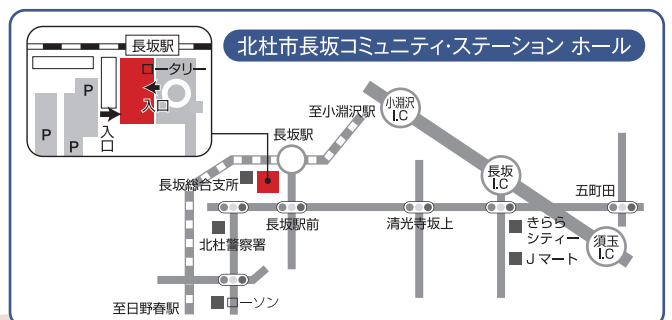 北杜市長坂コミュニティ・ステーション ホール
長坂駅
ロータリー
入口
P
P
P
入口
至小淵沢駅
小淵沢
I.C
長坂駅
長坂総合支所
長坂
I.C
五町田
長坂駅前
清光寺坂上
北杜警察署
きらら
シティー
Jマート
須玉
I.C
ローソン
至日野春駅